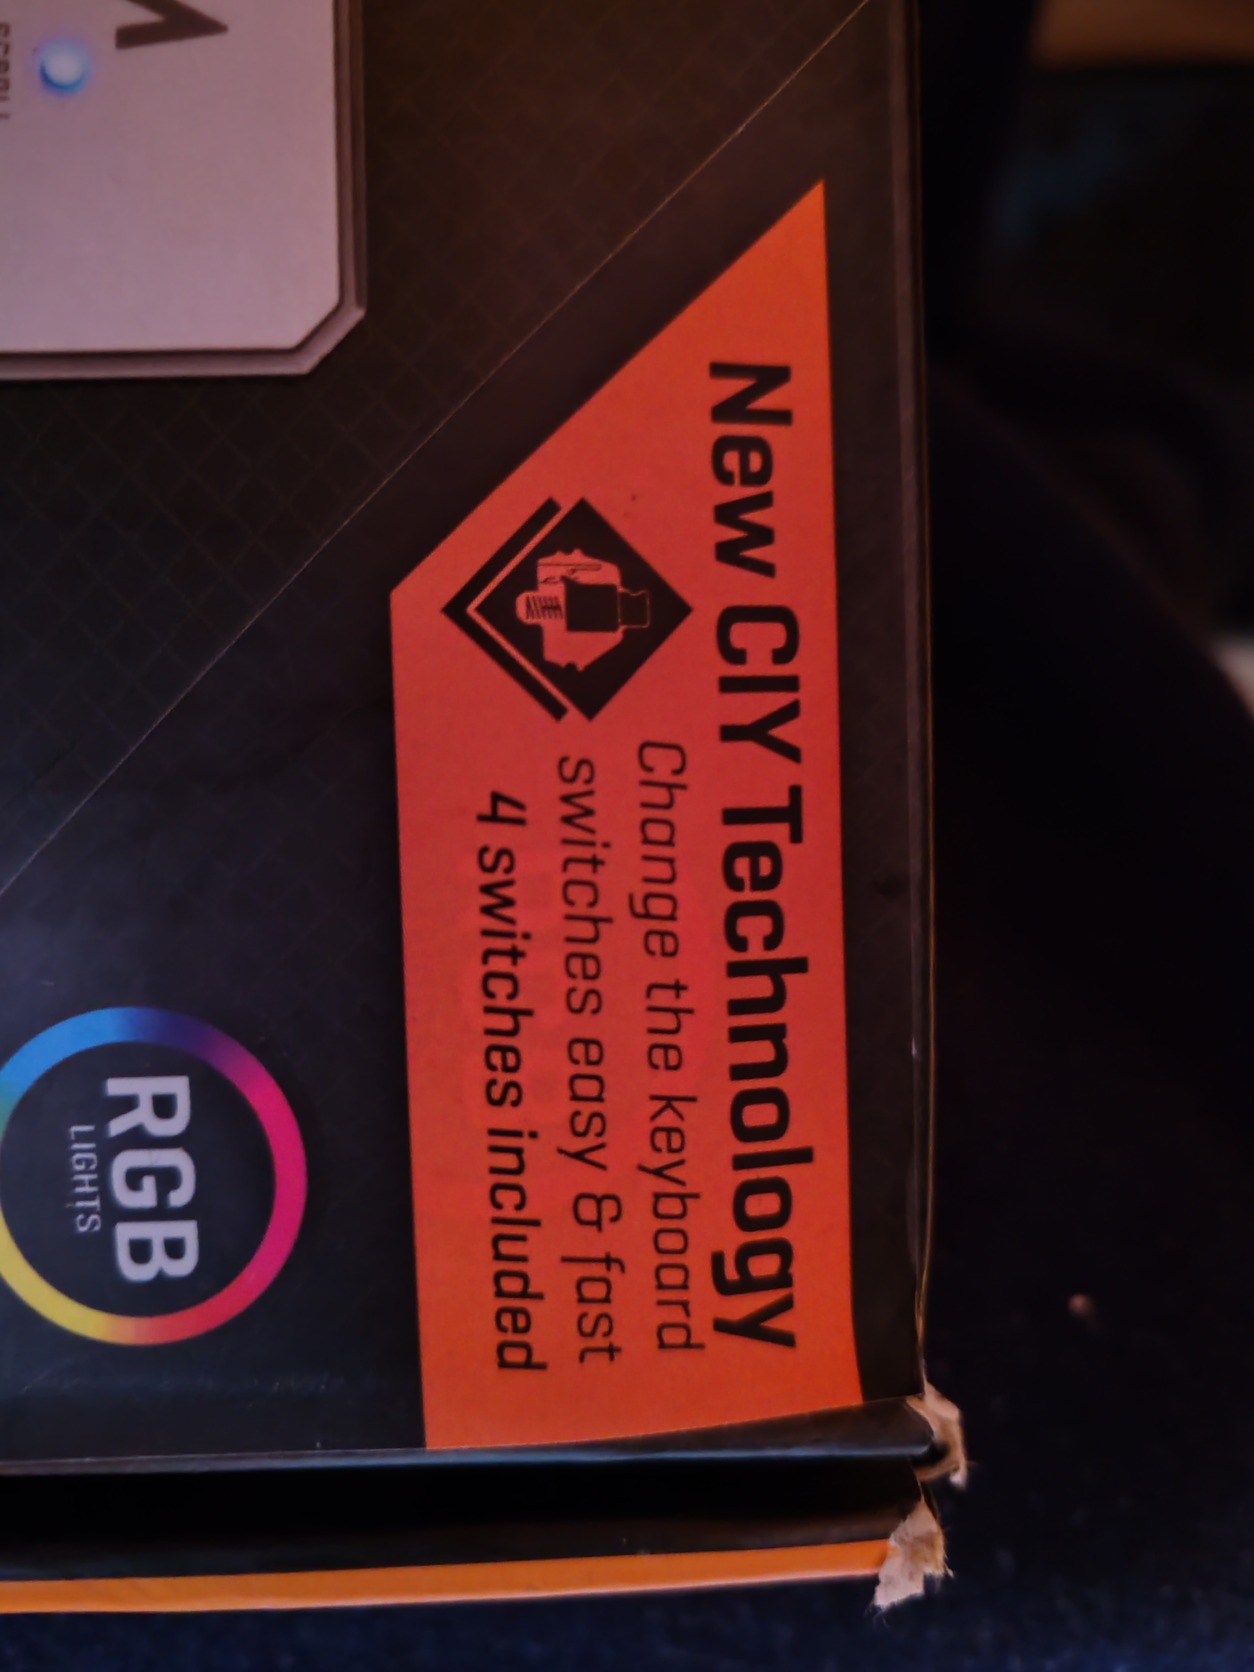 New CIY Technology
Change the keyboard
switches easy & fast
4 switches included
RGB
LIGHTS